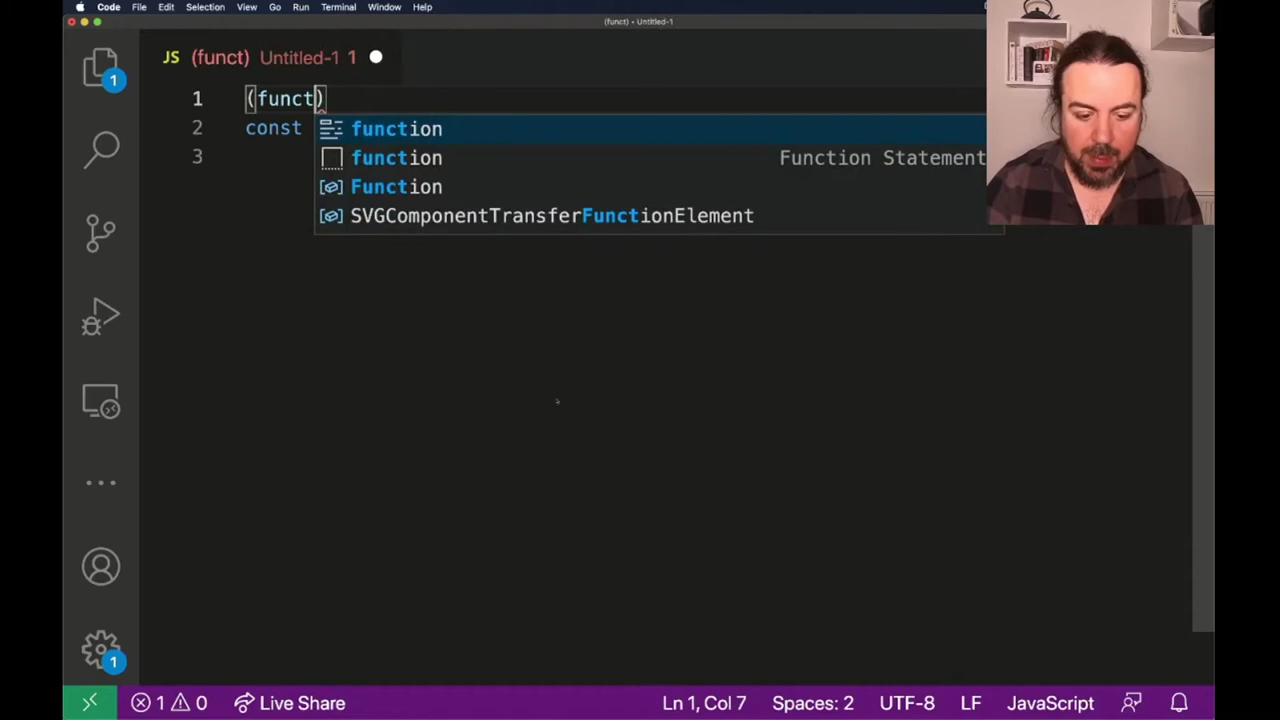 Code File Edit Selection View Go Run Terminal Window Help
(funct) • Untitled-1
JS (funct) Untitled-1 1
1
1 (funct)
2 const
3
function
function Function Statement
Function
SVGComponentTransferFunctionElement
1
1 0 Live Share Ln 1, Col 7 Spaces: 2 UTF-8 LF JavaScript